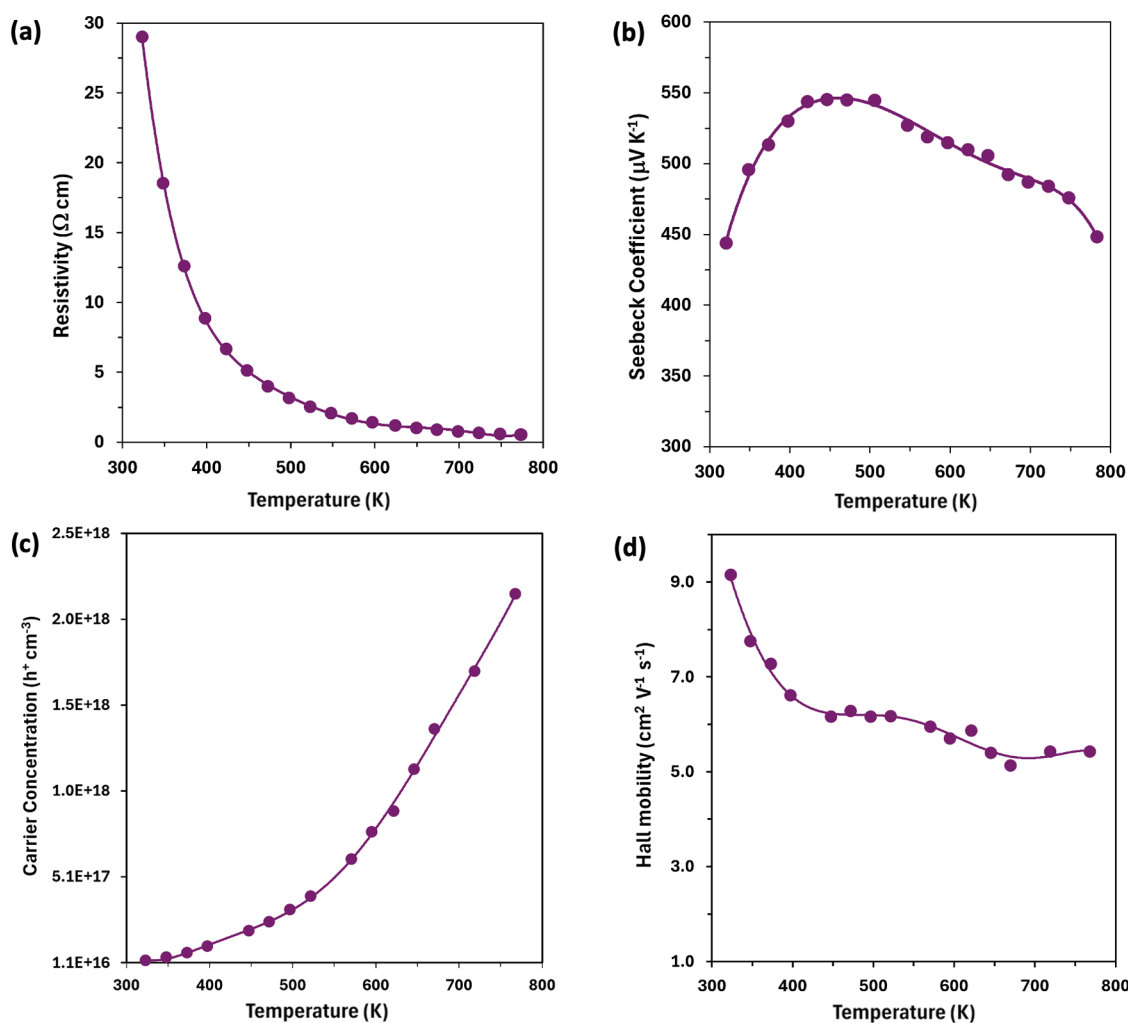 (a)
30
25
20
15
10
5
0
Resistivity (Ω cm)
300 400 500 600 700 800
Temperature (K)
(b)
600
550
500
450
400
350
300
Seebeck Coefficient (μV K⁻¹)
300 400 500 600 700 800
Temperature (K)
(c)
2.5E+18
2.0E+18
1.5E+18
1.0E+18
5.1E+17
1.1E+16
Carrier Concentration (h⁺ cm⁻³)
300 400 500 600 700 800
Temperature (K)
(d)
9.0
7.0
5.0
3.0
1.0
Hall mobility (cm² V⁻¹ s⁻¹)
300 400 500 600 700 800
Temperature (K)